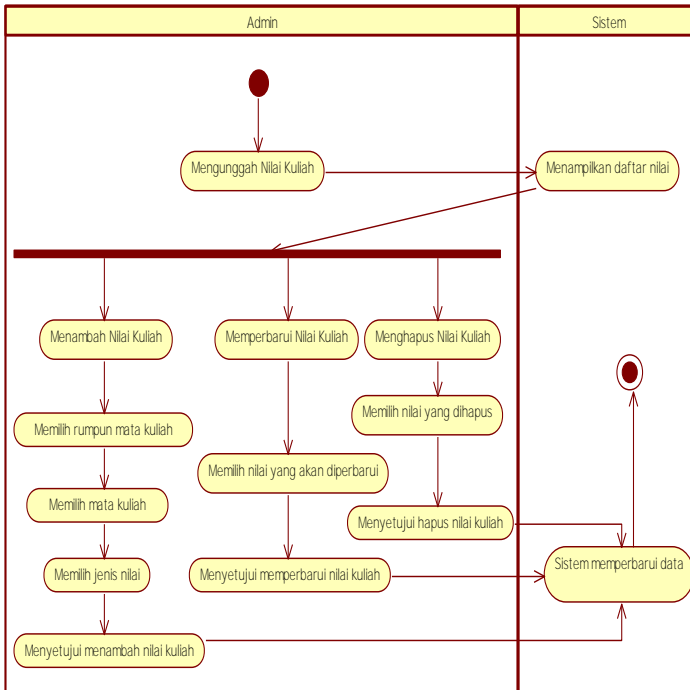 Admin
Sistem
Mengunggah Nilai Kuliah
Menampilkan daftar nilai
Menambah Nilai Kuliah
Memperbarui Nilai Kuliah
Menghapus Nilai Kuliah
Memilih nilai yang dihapus
Memilih rumpun mata kuliah
Memilih nilai yang akan diperbarui
Memilih mata kuliah
Menyetujui hapus nilai kuliah
Sistem memperbarui data
Memilih jenis nilai
Menyetujui memperbarui nilai kuliah
Menyetujui menambah nilai kuliah